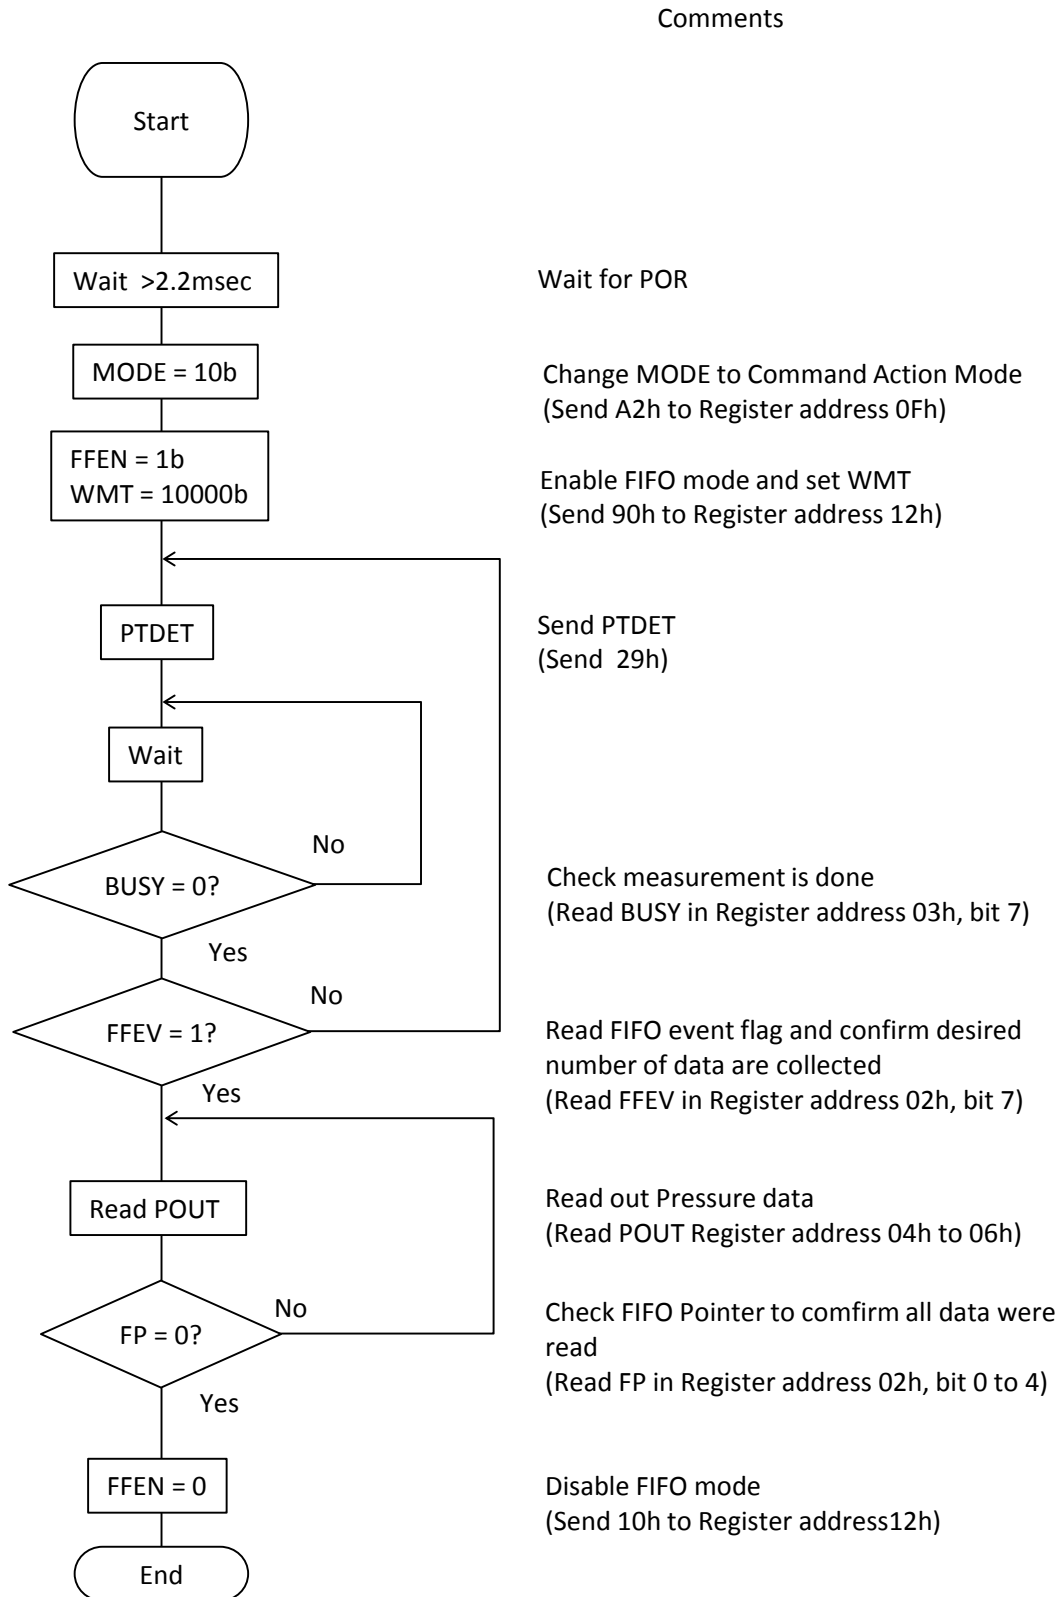 Comments
Start
Wait >2.2msec
Wait for POR
MODE = 10b
Change MODE to Command Action Mode
(Send A2h to Register address 0Fh)
FFEN = 1b
WMT = 10000b
Enable FIFO mode and set WMT
(Send 90h to Register address 12h)
PTDET
Send PTDET
(Send 29h)
Wait
No
BUSY = 0?
Check measurement is done
(Read BUSY in Register address 03h, bit 7)
Yes
No
FFEV = 1?
Read FIFO event flag and confirm desired
number of data are collected
(Read FFEV in Register address 02h, bit 7)
Yes
Read POUT
Read out Pressure data
(Read POUT Register address 04h to 06h)
No
FP = 0?
Check FIFO Pointer to comfirm all data were
read
(Read FP in Register address 02h, bit 0 to 4)
Yes
FFEN = 0
Disable FIFO mode
(Send 10h to Register address12h)
End